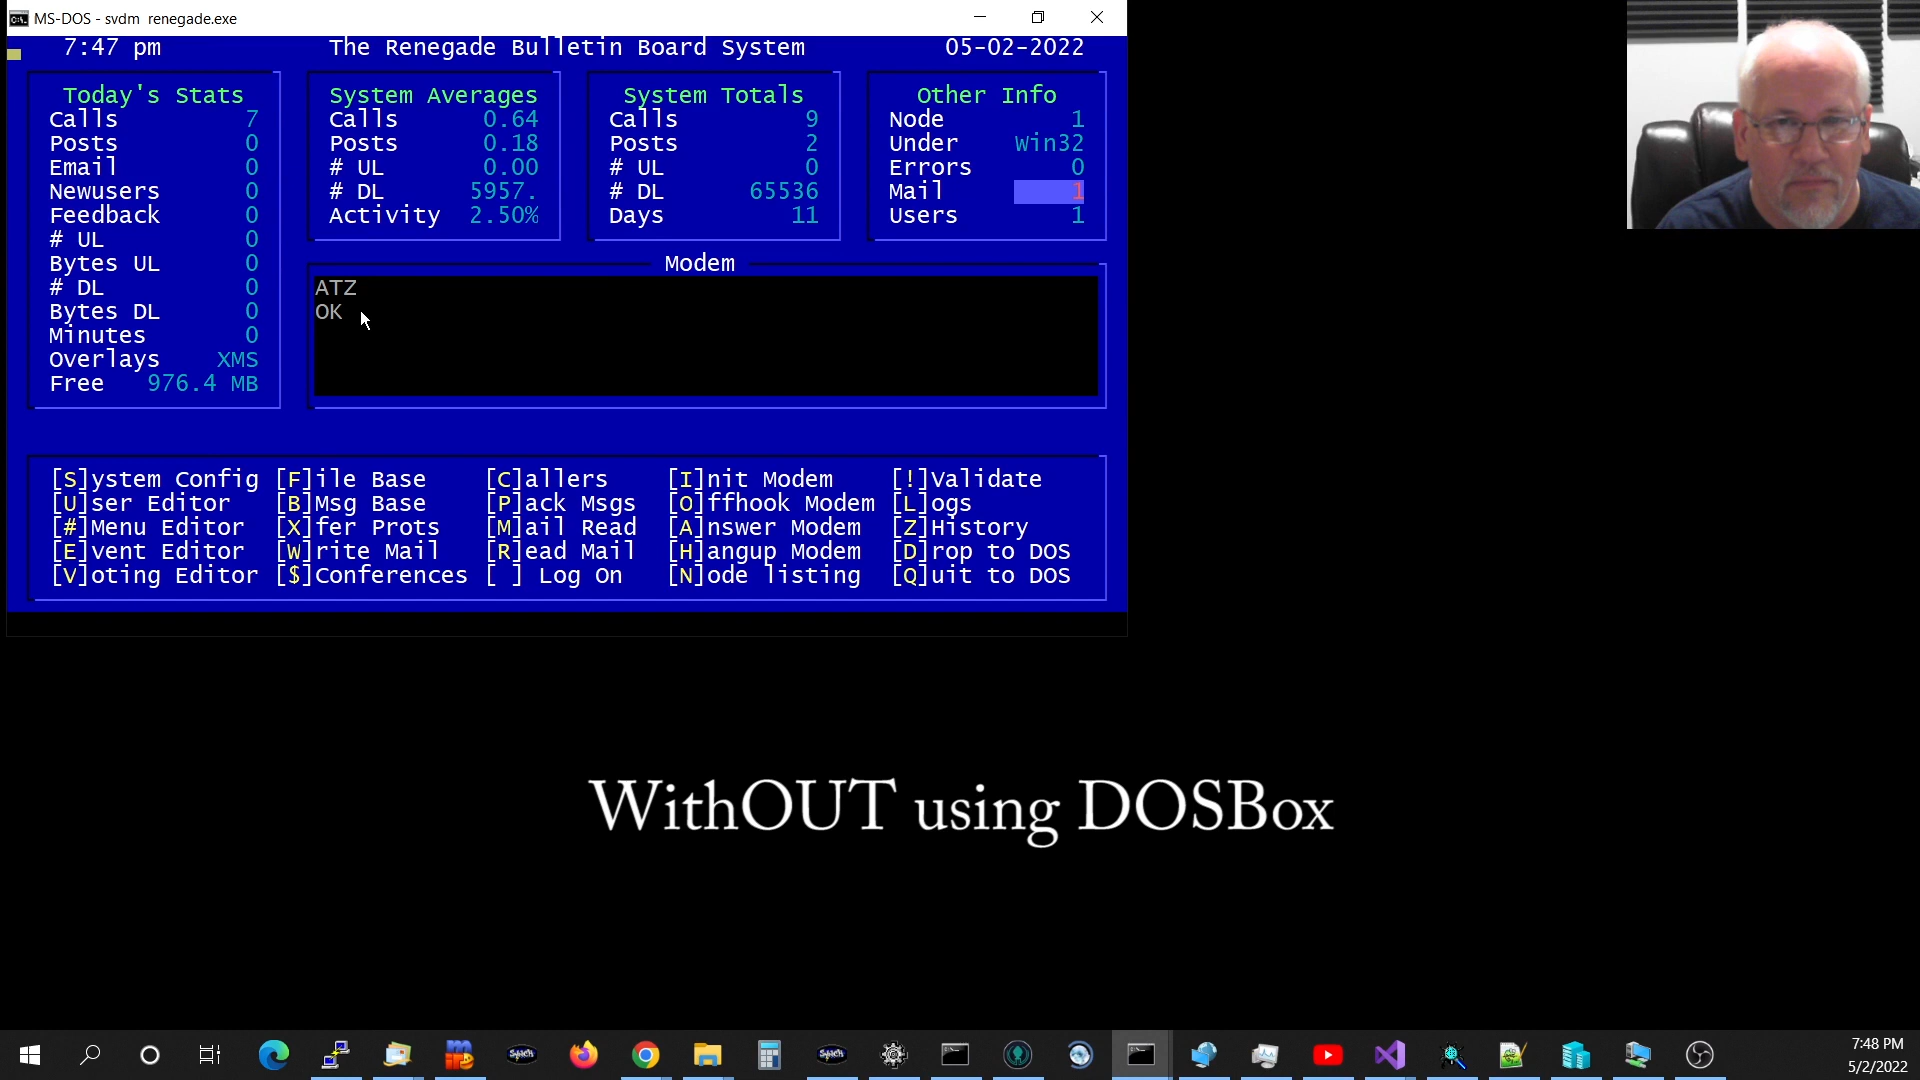 MS-DOS - svdm renegade.exe
7:47 pm The Renegade Bulletin Board System 05-02-2022
Today's Stats
Calls 7
Posts 0
Email 0
Newusers 0
Feedback 0
# UL 0
Bytes UL 0
# DL 0
Bytes DL 0
Minutes 0
Overlays XMS
Free 976.4 MB
System Averages
Calls 0.64
Posts 0.18
# UL 0.00
# DL 5957.
Activity 2.50%
System Totals
Calls 9
Posts 2
# UL 0
# DL 65536
Days 11
Other Info
Node 1
Under Win32
Errors 0
Mail 1
Users 1
Modem
ATZ
OK
[S]ystem Config [F]ile Base [C]allers [I]nit Modem [!]Validate
[U]ser Editor [B]Msg Base [P]ack Msgs [O]ffhook Modem [L]ogs
[#]Menu Editor [X]fer Prots [M]ail Read [A]nswer Modem [Z]History
[E]vent Editor [W]rite Mail [R]ead Mail [H]angup Modem [D]rop to DOS
[V]oting Editor [$]Conferences [ ] Log On [N]ode listing [Q]uit to DOS
WithOUT using DOSBox
7:48 PM
5/2/2022